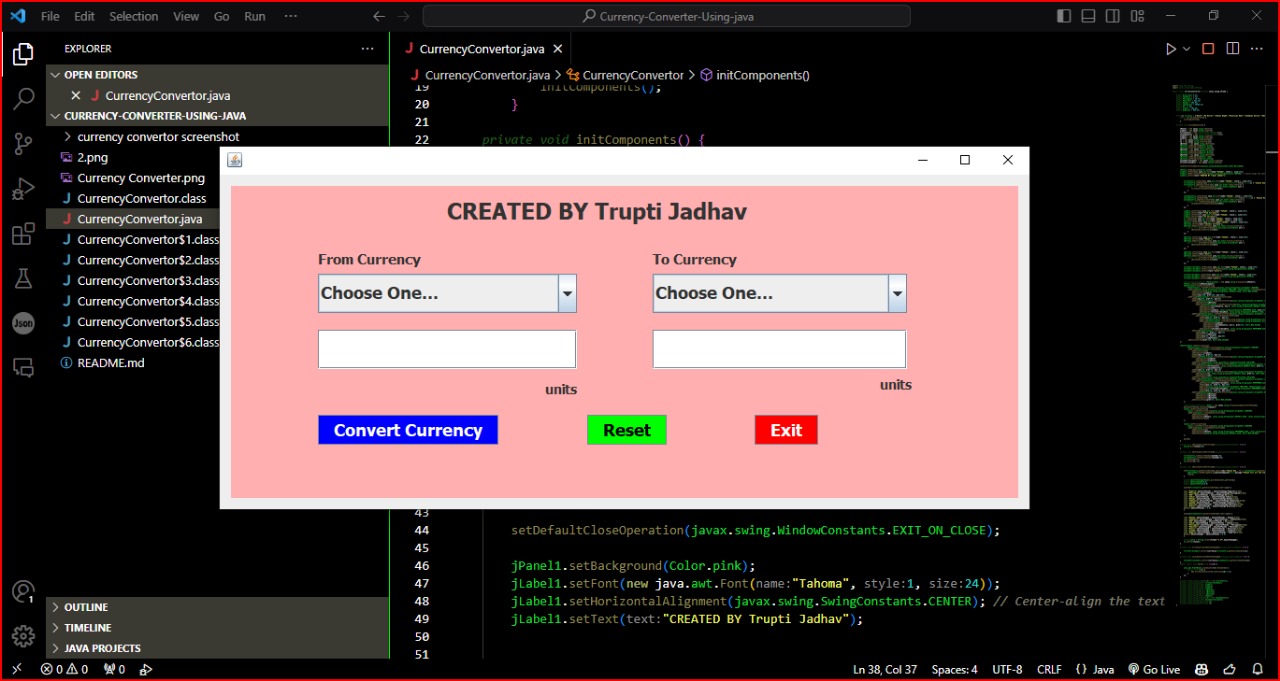 File Edit Selection View Go Run ···
Currency-Converter-Using-java
EXPLORER
OPEN EDITORS
CurrencyConvertor.java
CURRENCY-CONVERTER-USING-JAVA
currency convertor screenshot
2.png
Currency Converter.png
CurrencyConvertor.class
CurrencyConvertor.java
CurrencyConvertor$1.class
CurrencyConvertor$2.class
CurrencyConvertor$3.class
CurrencyConvertor$4.class
CurrencyConvertor$5.class
CurrencyConvertor$6.class
README.md
OUTLINE
TIMELINE
JAVA PROJECTS
Json
1
CurrencyConvertor.java
CurrencyConvertor.java > CurrencyConvertor > initComponents()
19 initComponents();
20 }
21
22 private void initComponents() {
CREATED BY Trupti Jadhav
From Currency To Currency
Choose One... Choose One...
units units
Convert Currency Reset Exit
43
44 setDefaultCloseOperation(javax.swing.WindowConstants.EXIT_ON_CLOSE);
45
46 jPanel1.setBackground(Color.pink);
47 jLabel1.setFont(new java.awt.Font(name:"Tahoma", style:1, size:24));
48 jLabel1.setHorizontalAlignment(javax.swing.SwingConstants.CENTER); // Center-align the text
49 jLabel1.setText(text:"CREATED BY Trupti Jadhav");
50
51
0 0 0 Ln 38, Col 37 Spaces: 4 UTF-8 CRLF {} Java Go Live